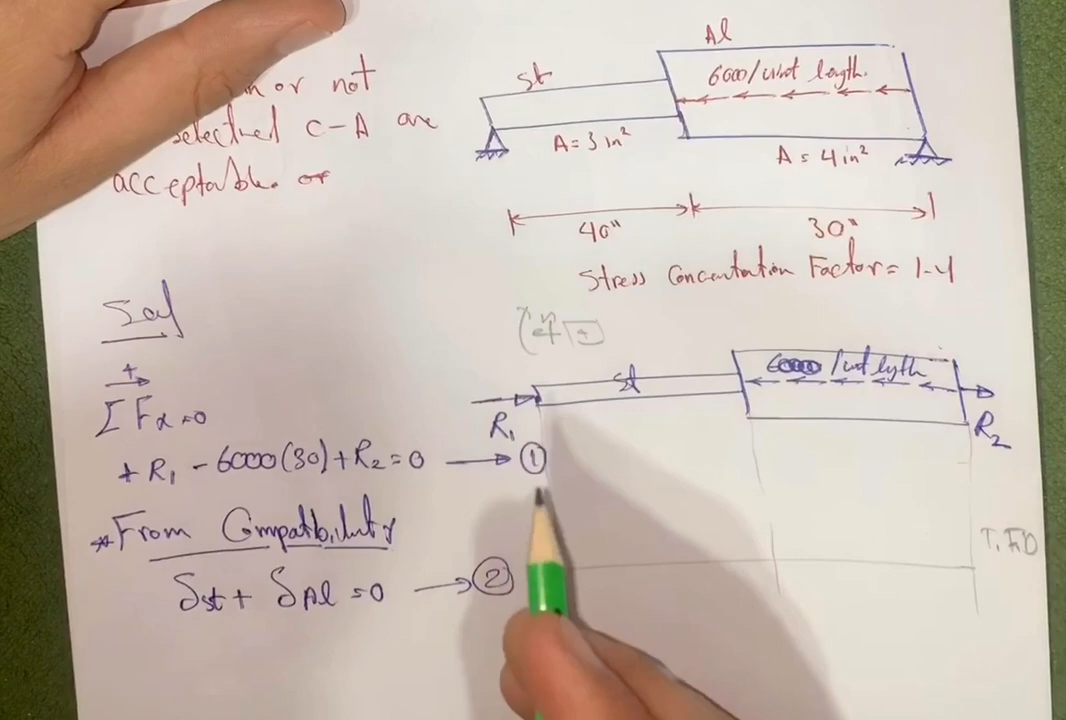 or not
selected C-A are
acceptable. or
Al
St
6000/unit length.
A = 3 in²
A = 4 in²
40"
30"
Stress Concentration Factor = 1.4
Sol
+
ΣFx=0
+R₁ - 6000(30) + R₂ = 0 → ①
*From Compatibility
δst + δAl = 0 → ②
St
6000/unit length
R₁
R₂
T.F.D